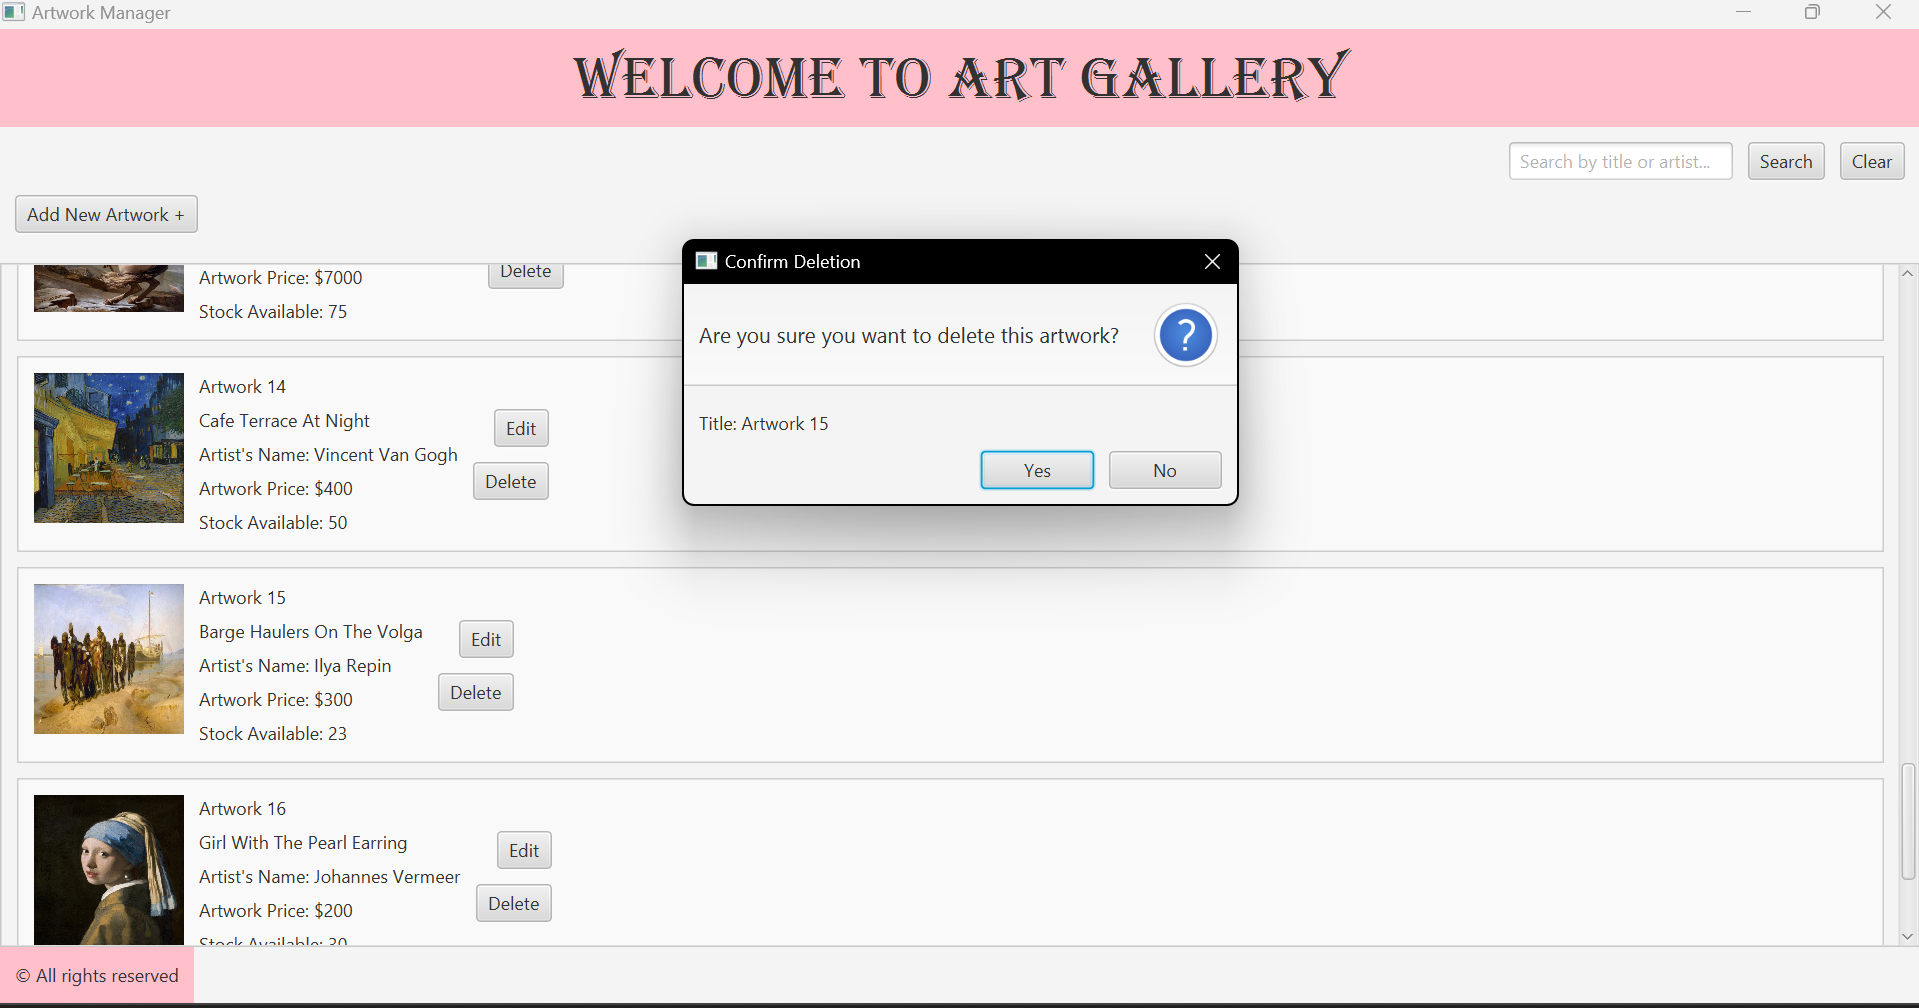 Artwork Manager
WELCOME TO ART GALLERY
Search by title or artist...
Search
Clear
Add New Artwork +
Artwork Price: $7000
Stock Available: 75
Delete
Confirm Deletion
Are you sure you want to delete this artwork?
?
Title: Artwork 15
Yes
No
Artwork 14
Cafe Terrace At Night
Artist's Name: Vincent Van Gogh
Artwork Price: $400
Stock Available: 50
Edit
Delete
Artwork 15
Barge Haulers On The Volga
Artist's Name: Ilya Repin
Artwork Price: $300
Stock Available: 23
Edit
Delete
Artwork 16
Girl With The Pearl Earring
Artist's Name: Johannes Vermeer
Artwork Price: $200
Stock Available: 30
Edit
Delete
© All rights reserved